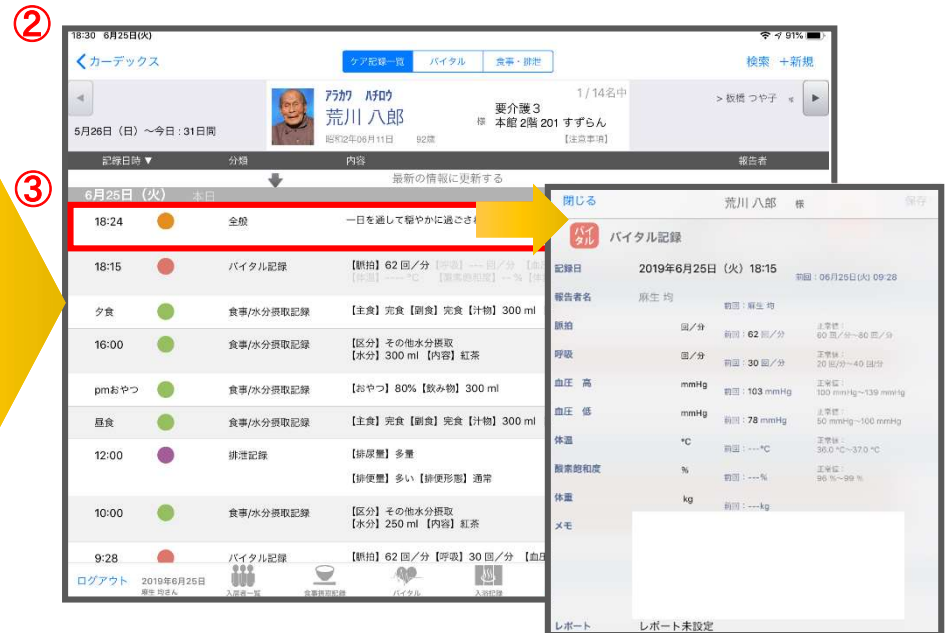 ②
18:30 6月25日(火)
91%
カーデックス
ケア記録一覧 バイタル 食事・排泄
検索 +新規
1/14名中
アラカワ ハチロウ
荒川 八郎 様
要介護3
本館 2階 201 すずらん
> 板橋 つや子
5月26日(日)~今日:31日間
昭和2年06月11日 92歳
【注意事項】
記録日時▼ 分類 内容 報告者
最新の情報に更新する
③
6月25日(火) 本日
18:24 全般 一日を通して穏やかに過ごさ
18:15 バイタル記録 【脈拍】62 回/分【呼吸】--- 回/分
【体温】----℃ 【酸素飽和度】--%
夕食 食事/水分摂取記録 【主食】完食【副食】完食【汁物】300 ml
16:00 食事/水分摂取記録 【区分】その他水分摂取
【水分】300 ml【内容】紅茶
pmおやつ 食事/水分摂取記録 【おやつ】80%【飲み物】300 ml
昼食 食事/水分摂取記録 【主食】完食【副食】完食【汁物】300 ml
12:00 排泄記録 【排尿量】多量
【排便量】多い【排便形態】通常
10:00 食事/水分摂取記録 【区分】その他水分摂取
【水分】250 ml【内容】紅茶
9:28 バイタル記録 【脈拍】62 回/分【呼吸】30 回/分
ログアウト 2019年6月25日
麻生 均さん
入居者一覧 食事摂取記録 バイタル 入浴記録
閉じる 荒川 八郎 様 保存
バイタル バイタル記録
記録日 2019年6月25日(火)18:15 前回:06月25日(火) 09:28
報告者名 麻生 均 前回:麻生 均
脈拍 回/分 前回:62 回/分 正常値:
60 回/分~80 回/分
呼吸 回/分 前回:30 回/分 正常値:
20 回/分~40 回/分
血圧 高 mmHg 前回:103 mmHg 正常値:
100 mmHg~139 mmHg
血圧 低 mmHg 前回:78 mmHg 正常値:
50 mmHg~100 mmHg
体温 ℃ 前回:---℃ 正常値:
36.0 ℃~37.0 ℃
酸素飽和度 % 前回:---% 正常値:
96 %~99 %
体重 kg 前回:---kg
メモ
レポート レポート未設定